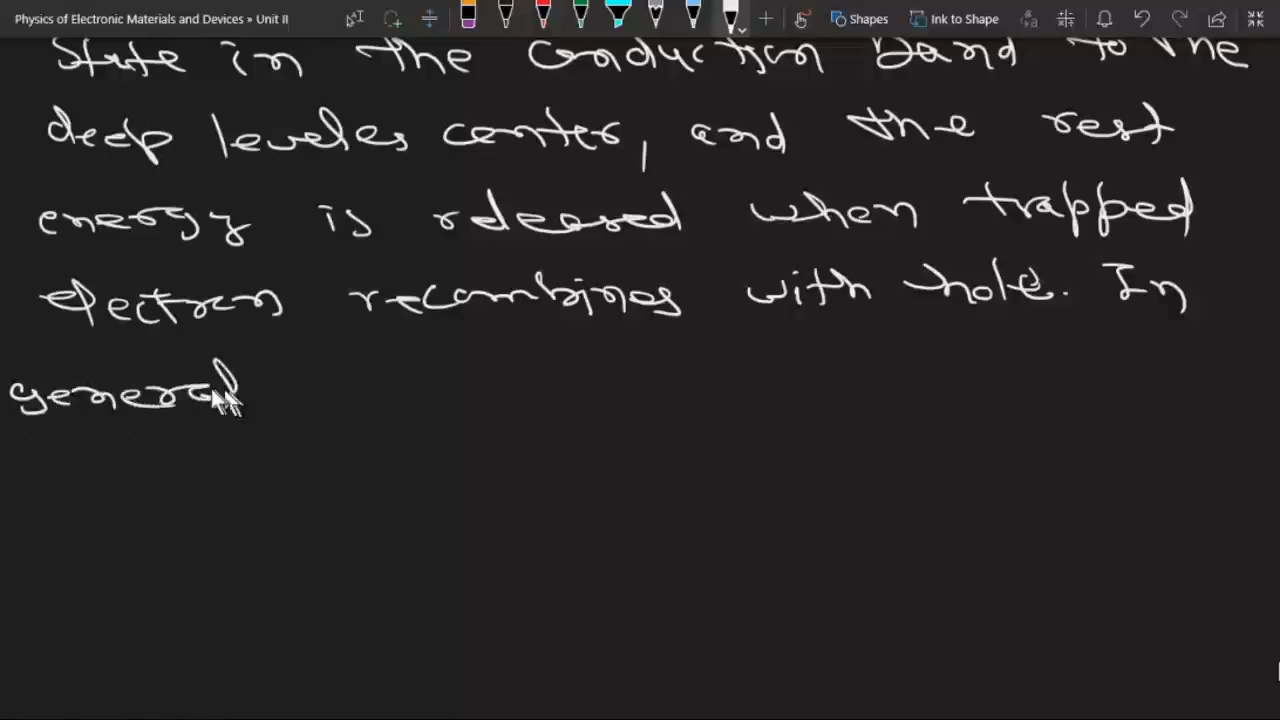 Physics of Electronic Materials and Devices » Unit II
Shapes
Ink to Shape
State in the conduction band to the
deep leveles center, and the rest
energy is released when trapped
electron recombines with hole. In
general